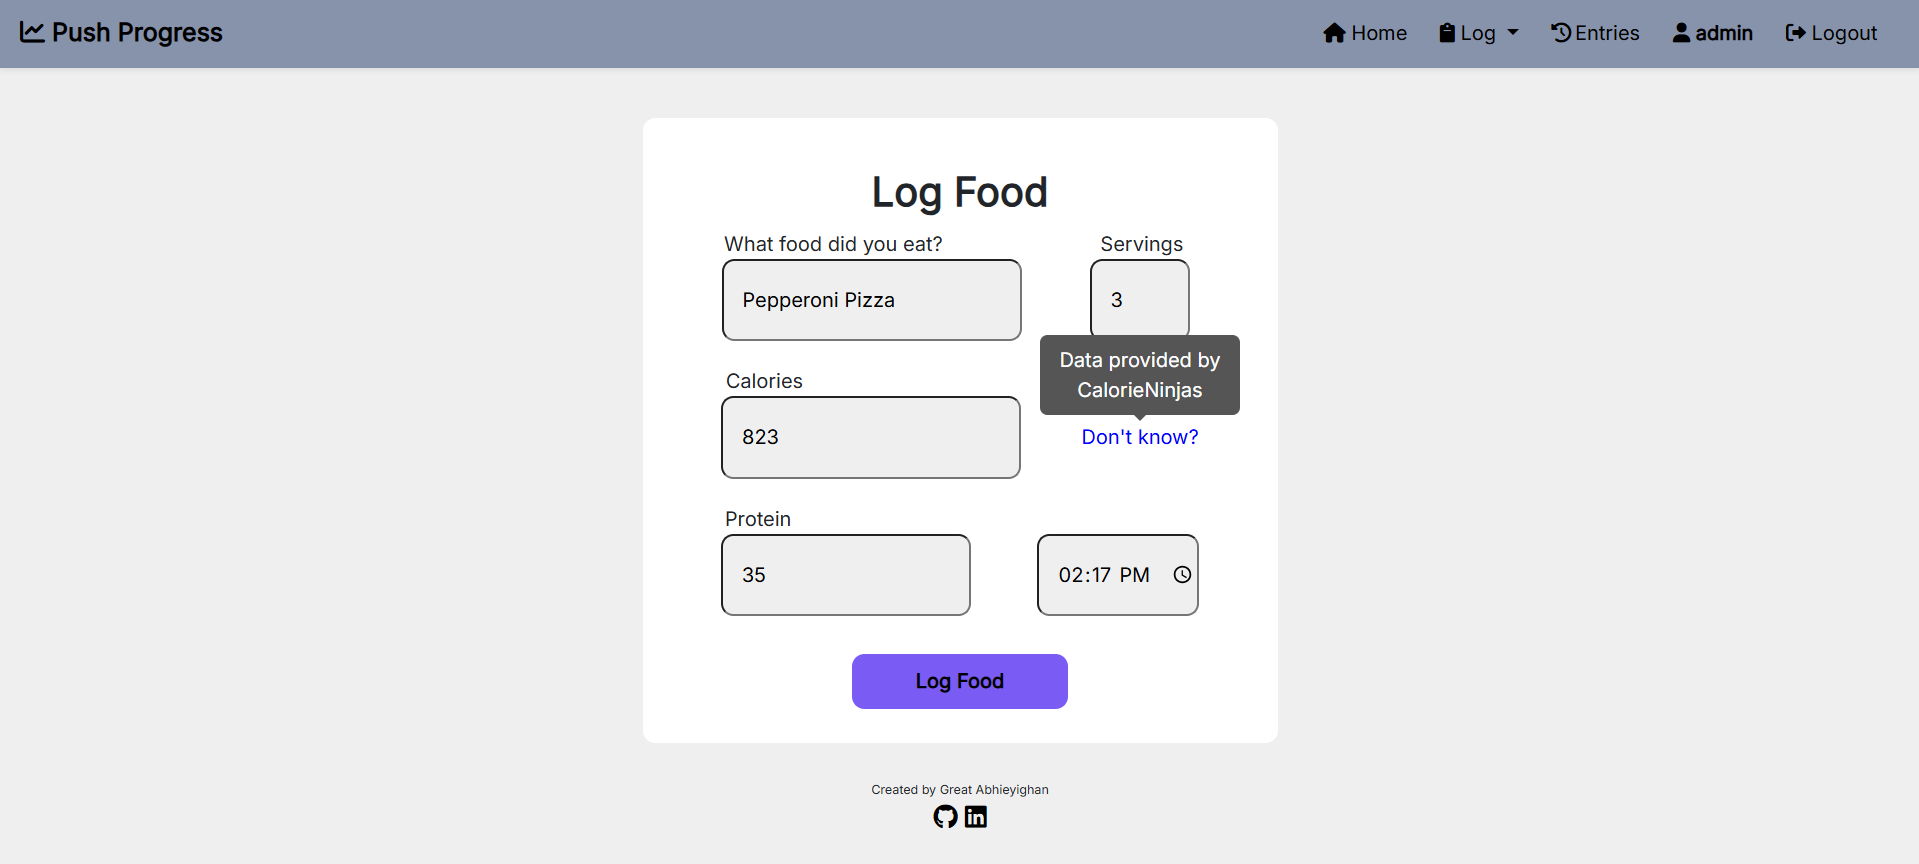 Push Progress
Home
Log
Entries
admin
Logout
Log Food
What food did you eat?
Servings
Pepperoni Pizza
3
Data provided by
CalorieNinjas
Calories
823
Don't know?
Protein
35
02:17 PM
Log Food
Created by Great Abhieyighan
in